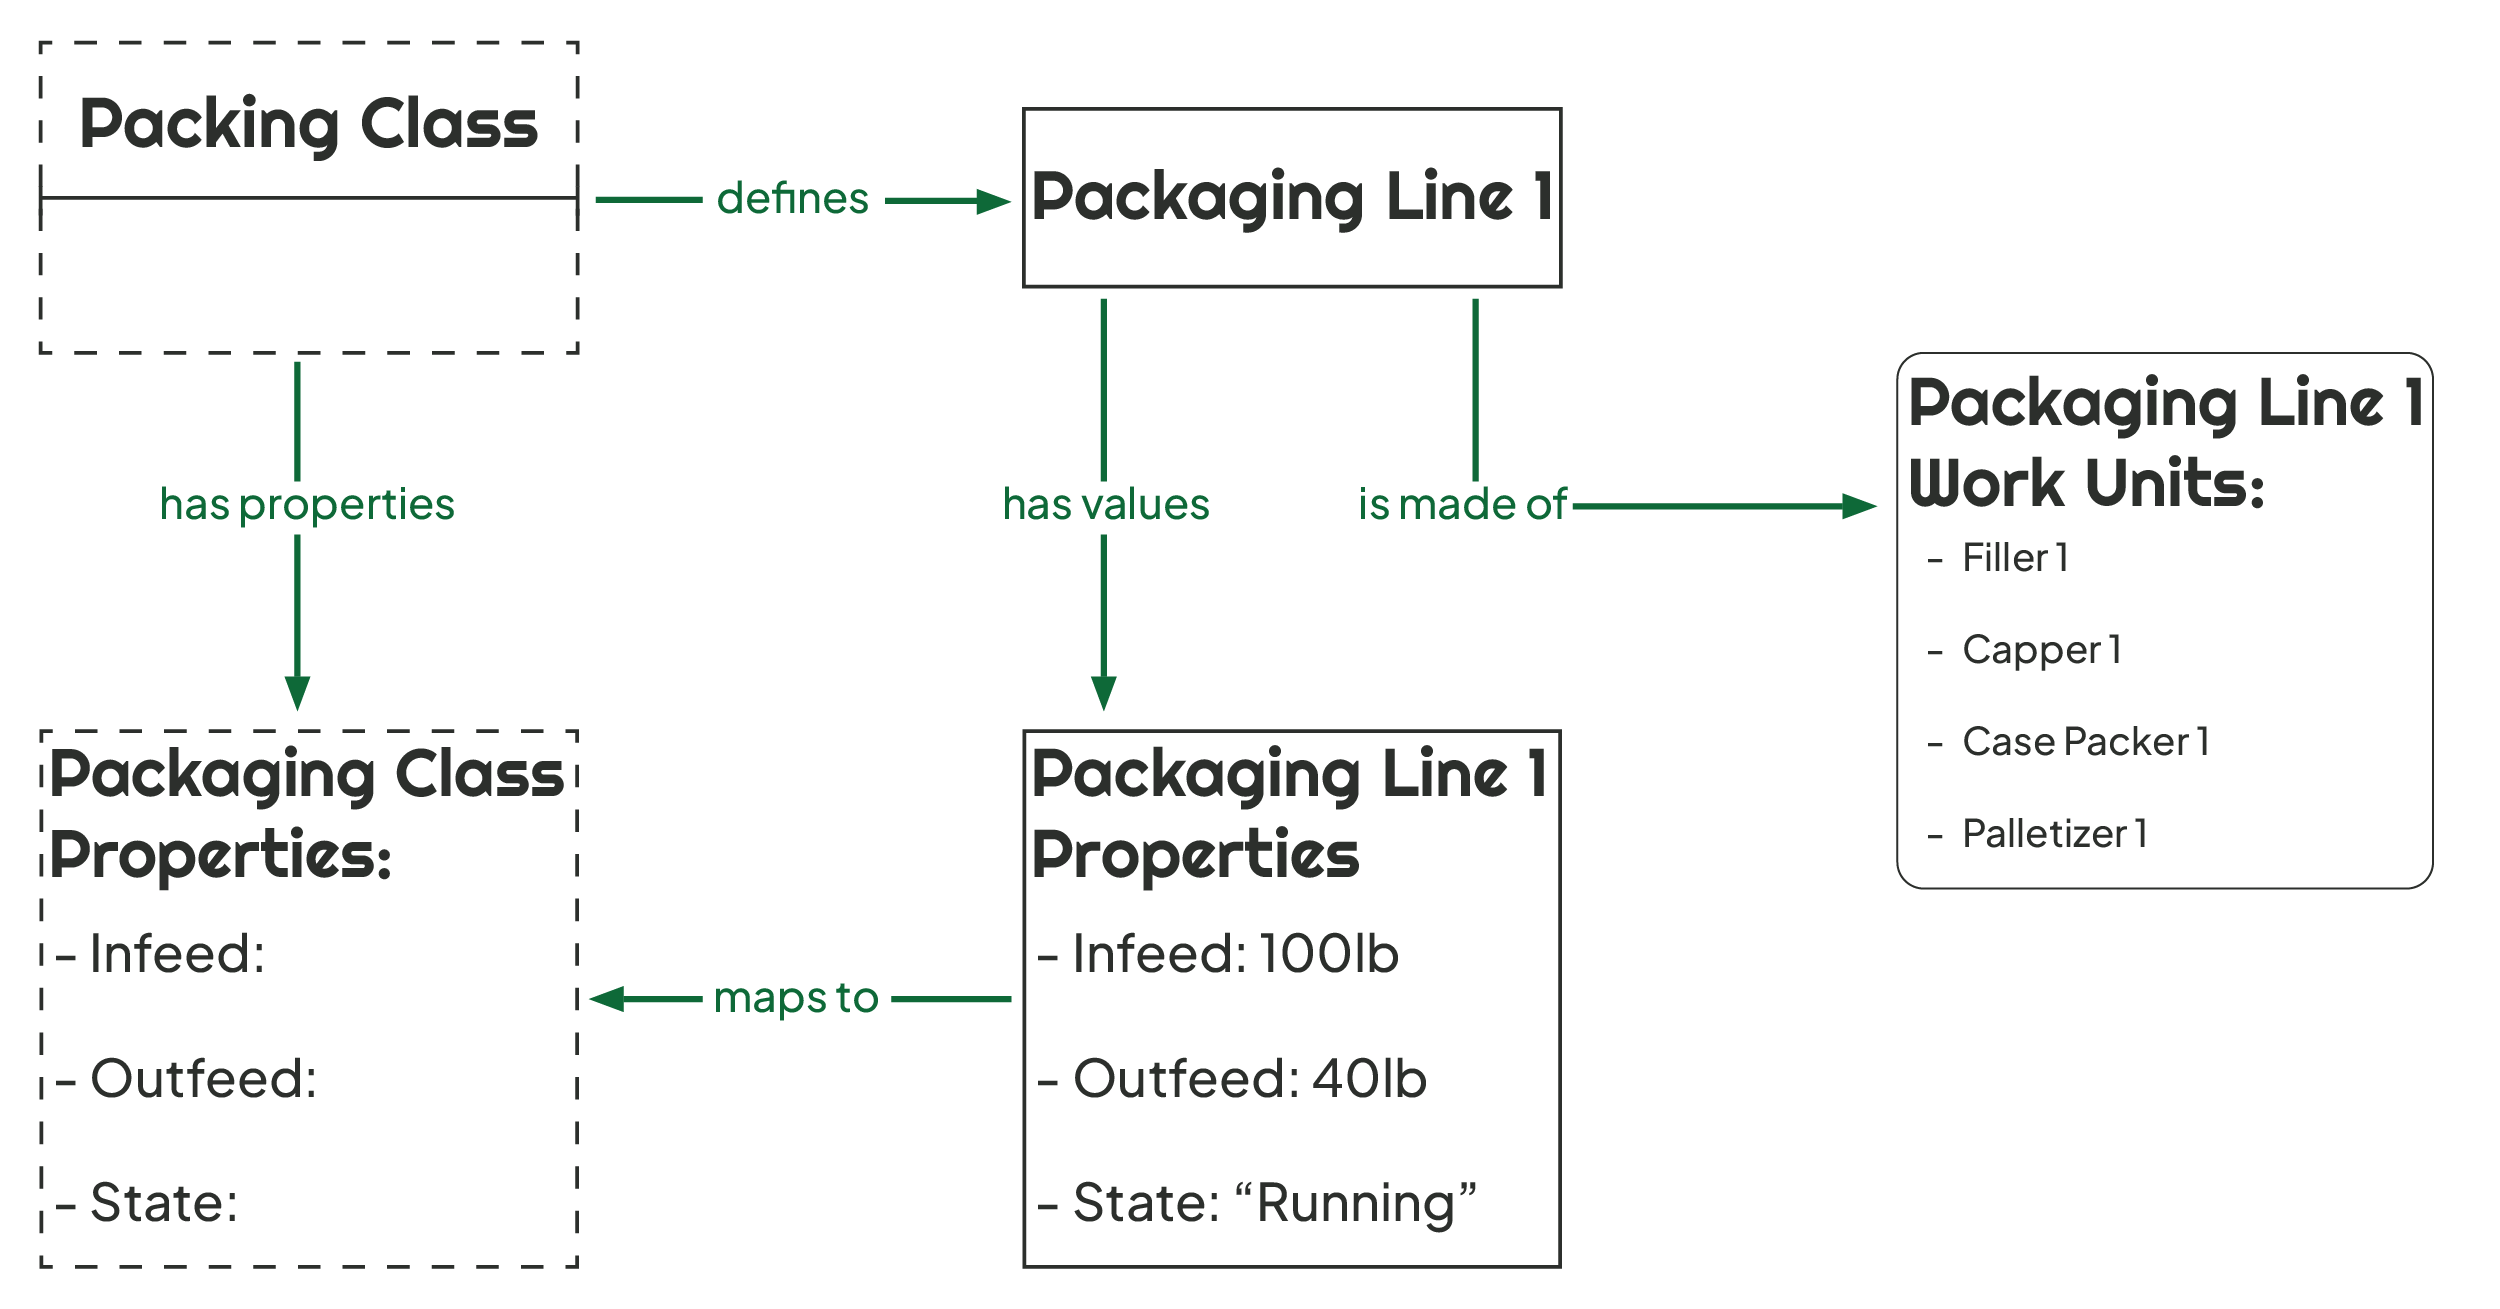 Packing Class
defines
Packaging Line 1
has properties
has values
is made of
Packaging Line 1
Work Units:
- Filler 1
- Capper 1
- Case Packer 1
- Palletizer 1
Packaging Class
Properties:
- Infeed:
- Outfeed:
- State:
maps to
Packaging Line 1
Properties
- Infeed: 100lb
- Outfeed: 40lb
- State: “Running”